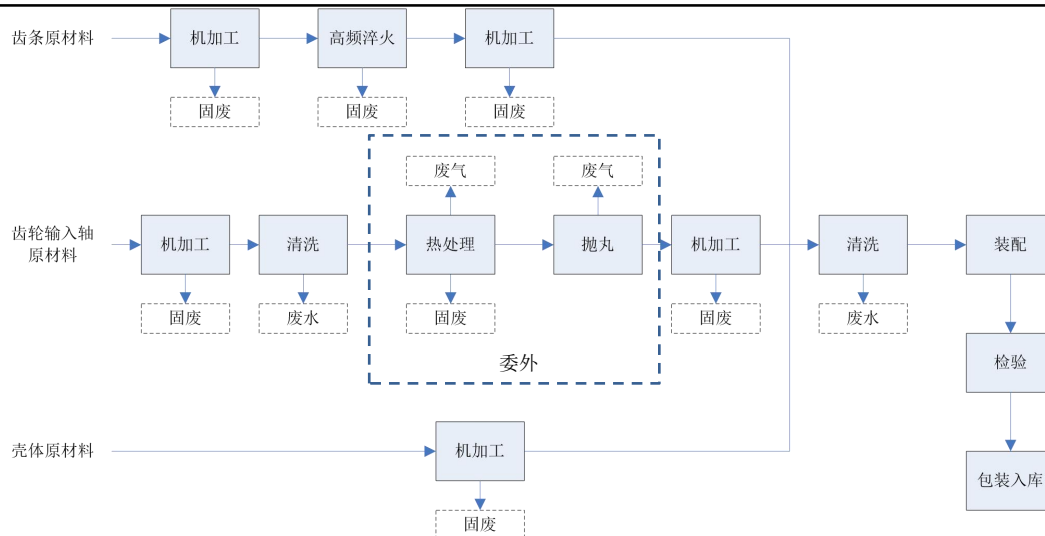 齿条原材料
机加工
高频淬火
机加工
固废
固废
固废
废气
废气
齿轮输入轴
原材料
机加工
清洗
热处理
抛丸
机加工
清洗
装配
固废
废水
固废
固废
废水
委外
检验
壳体原材料
机加工
包装入库
固废